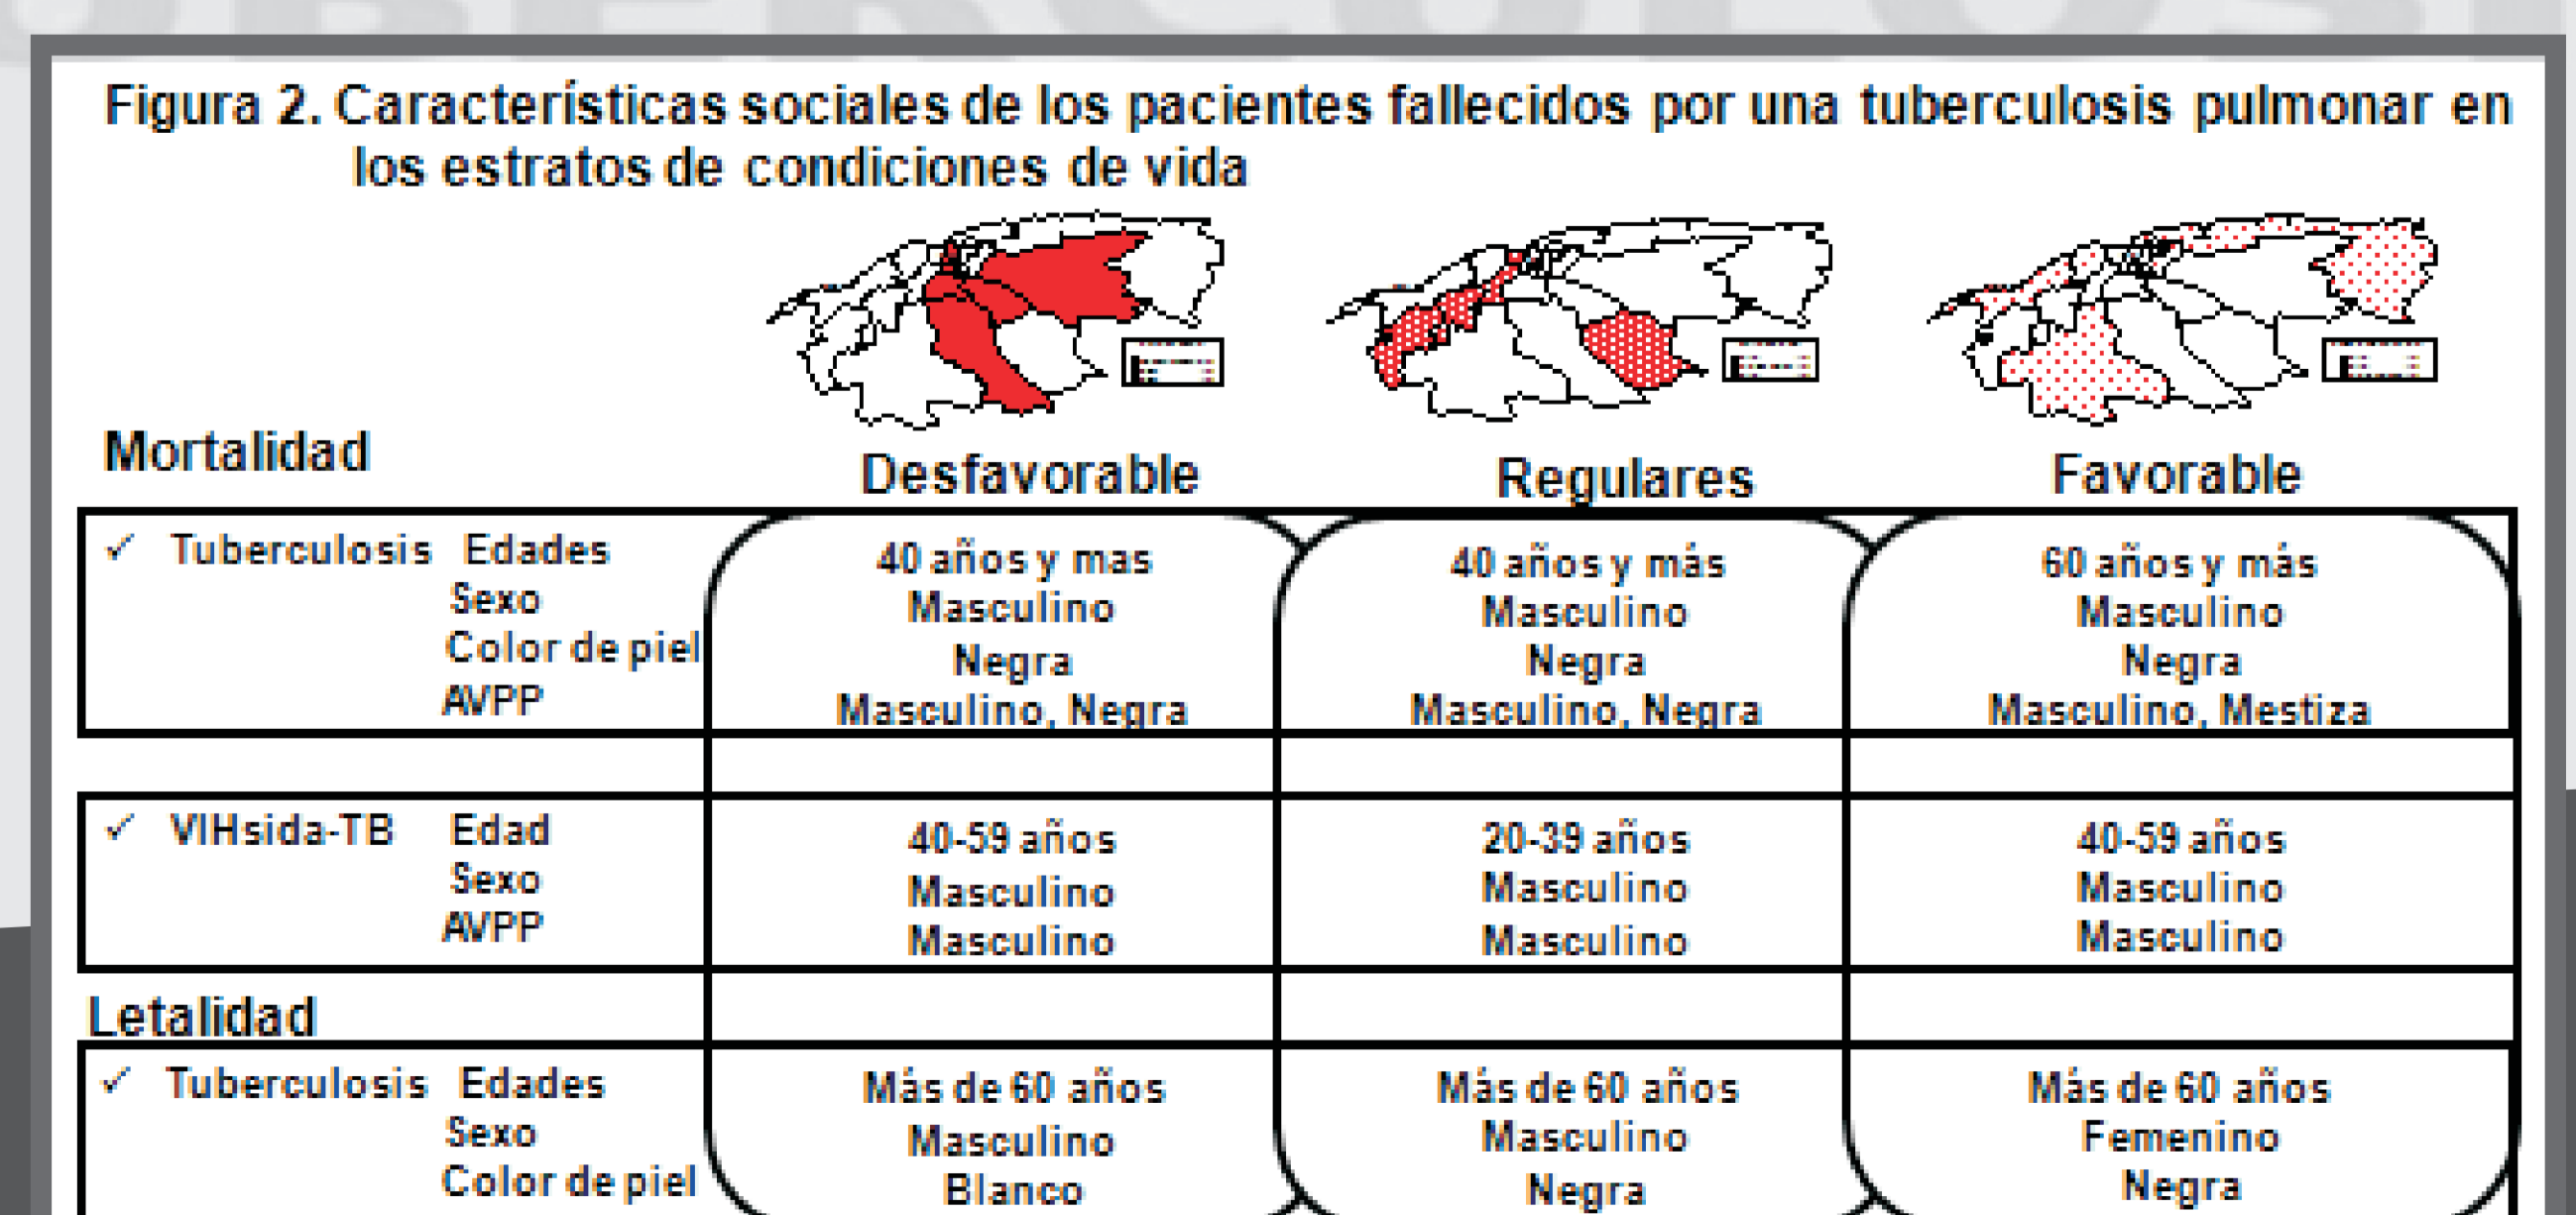 Figura 2. Características sociales de los pacientes fallecidos por una tuberculosis pulmonar en
los estratos de condiciones de vida
Mortalidad
Desfavorable Regulares Favorable
✓ Tuberculosis Edades 40 años y mas 40 años y más 60 años y más
Sexo Masculino Masculino Masculino
Color de piel Negra Negra Negra
AVPP Masculino, Negra Masculino, Negra Masculino, Mestiza
✓ VIHsida-TB Edad 40-59 años 20-39 años 40-59 años
Sexo Masculino Masculino Masculino
AVPP Masculino Masculino Masculino
Letalidad
✓ Tuberculosis Edades Más de 60 años Más de 60 años Más de 60 años
Sexo Masculino Masculino Femenino
Color de piel Blanco Negra Negra